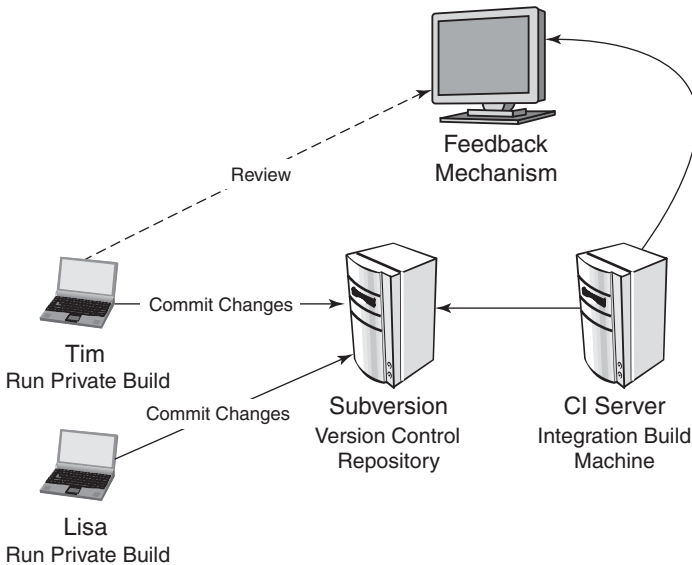 Feedback
Mechanism
Review
Commit Changes
Tim
Run Private Build
Commit Changes
Subversion
Version Control
Repository
CI Server
Integration Build
Machine
Lisa
Run Private Build